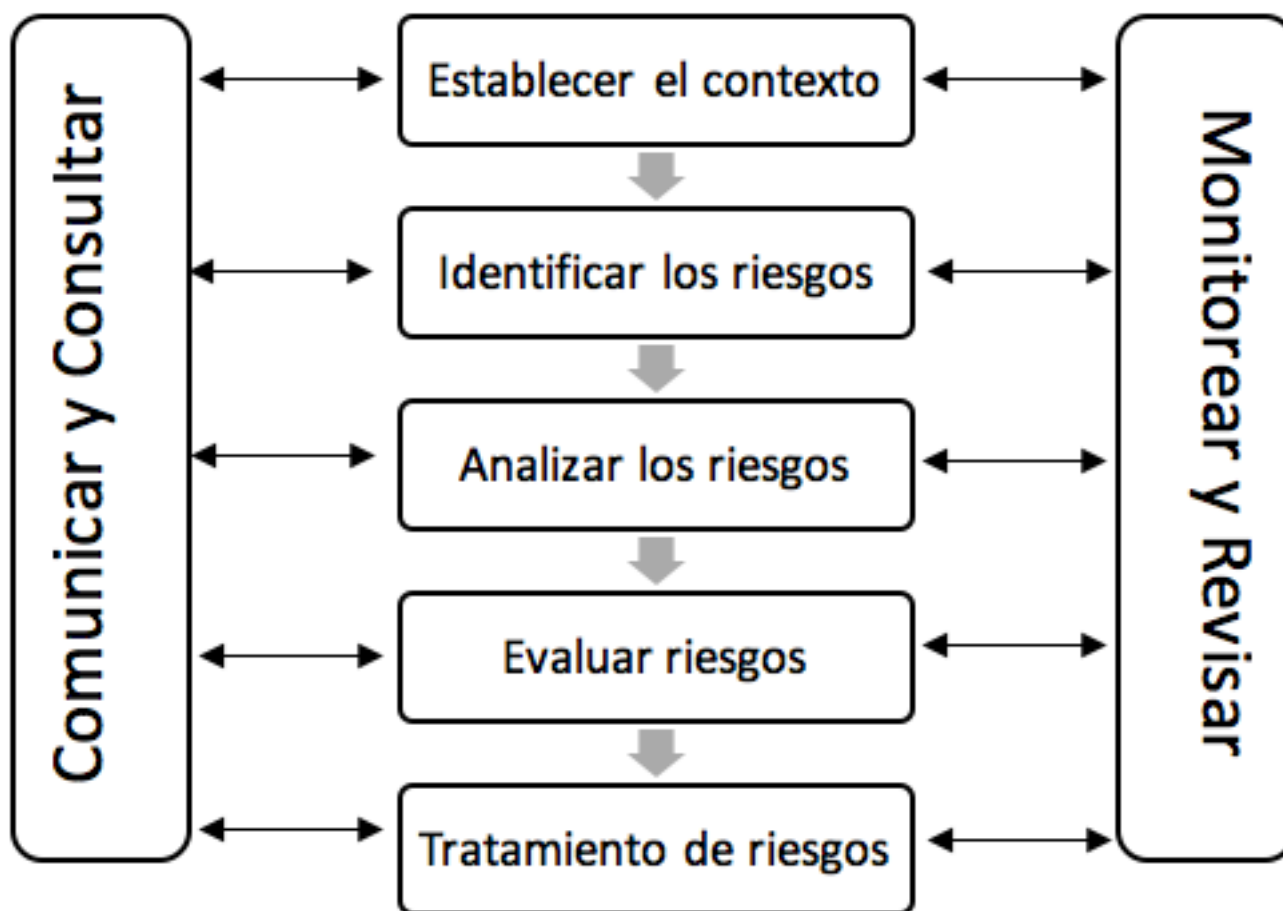 Comunicar y Consultar
Establecer el contexto
Identificar los riesgos
Analizar los riesgos
Evaluar riesgos
Tratamiento de riesgos
Monitorear y Revisar